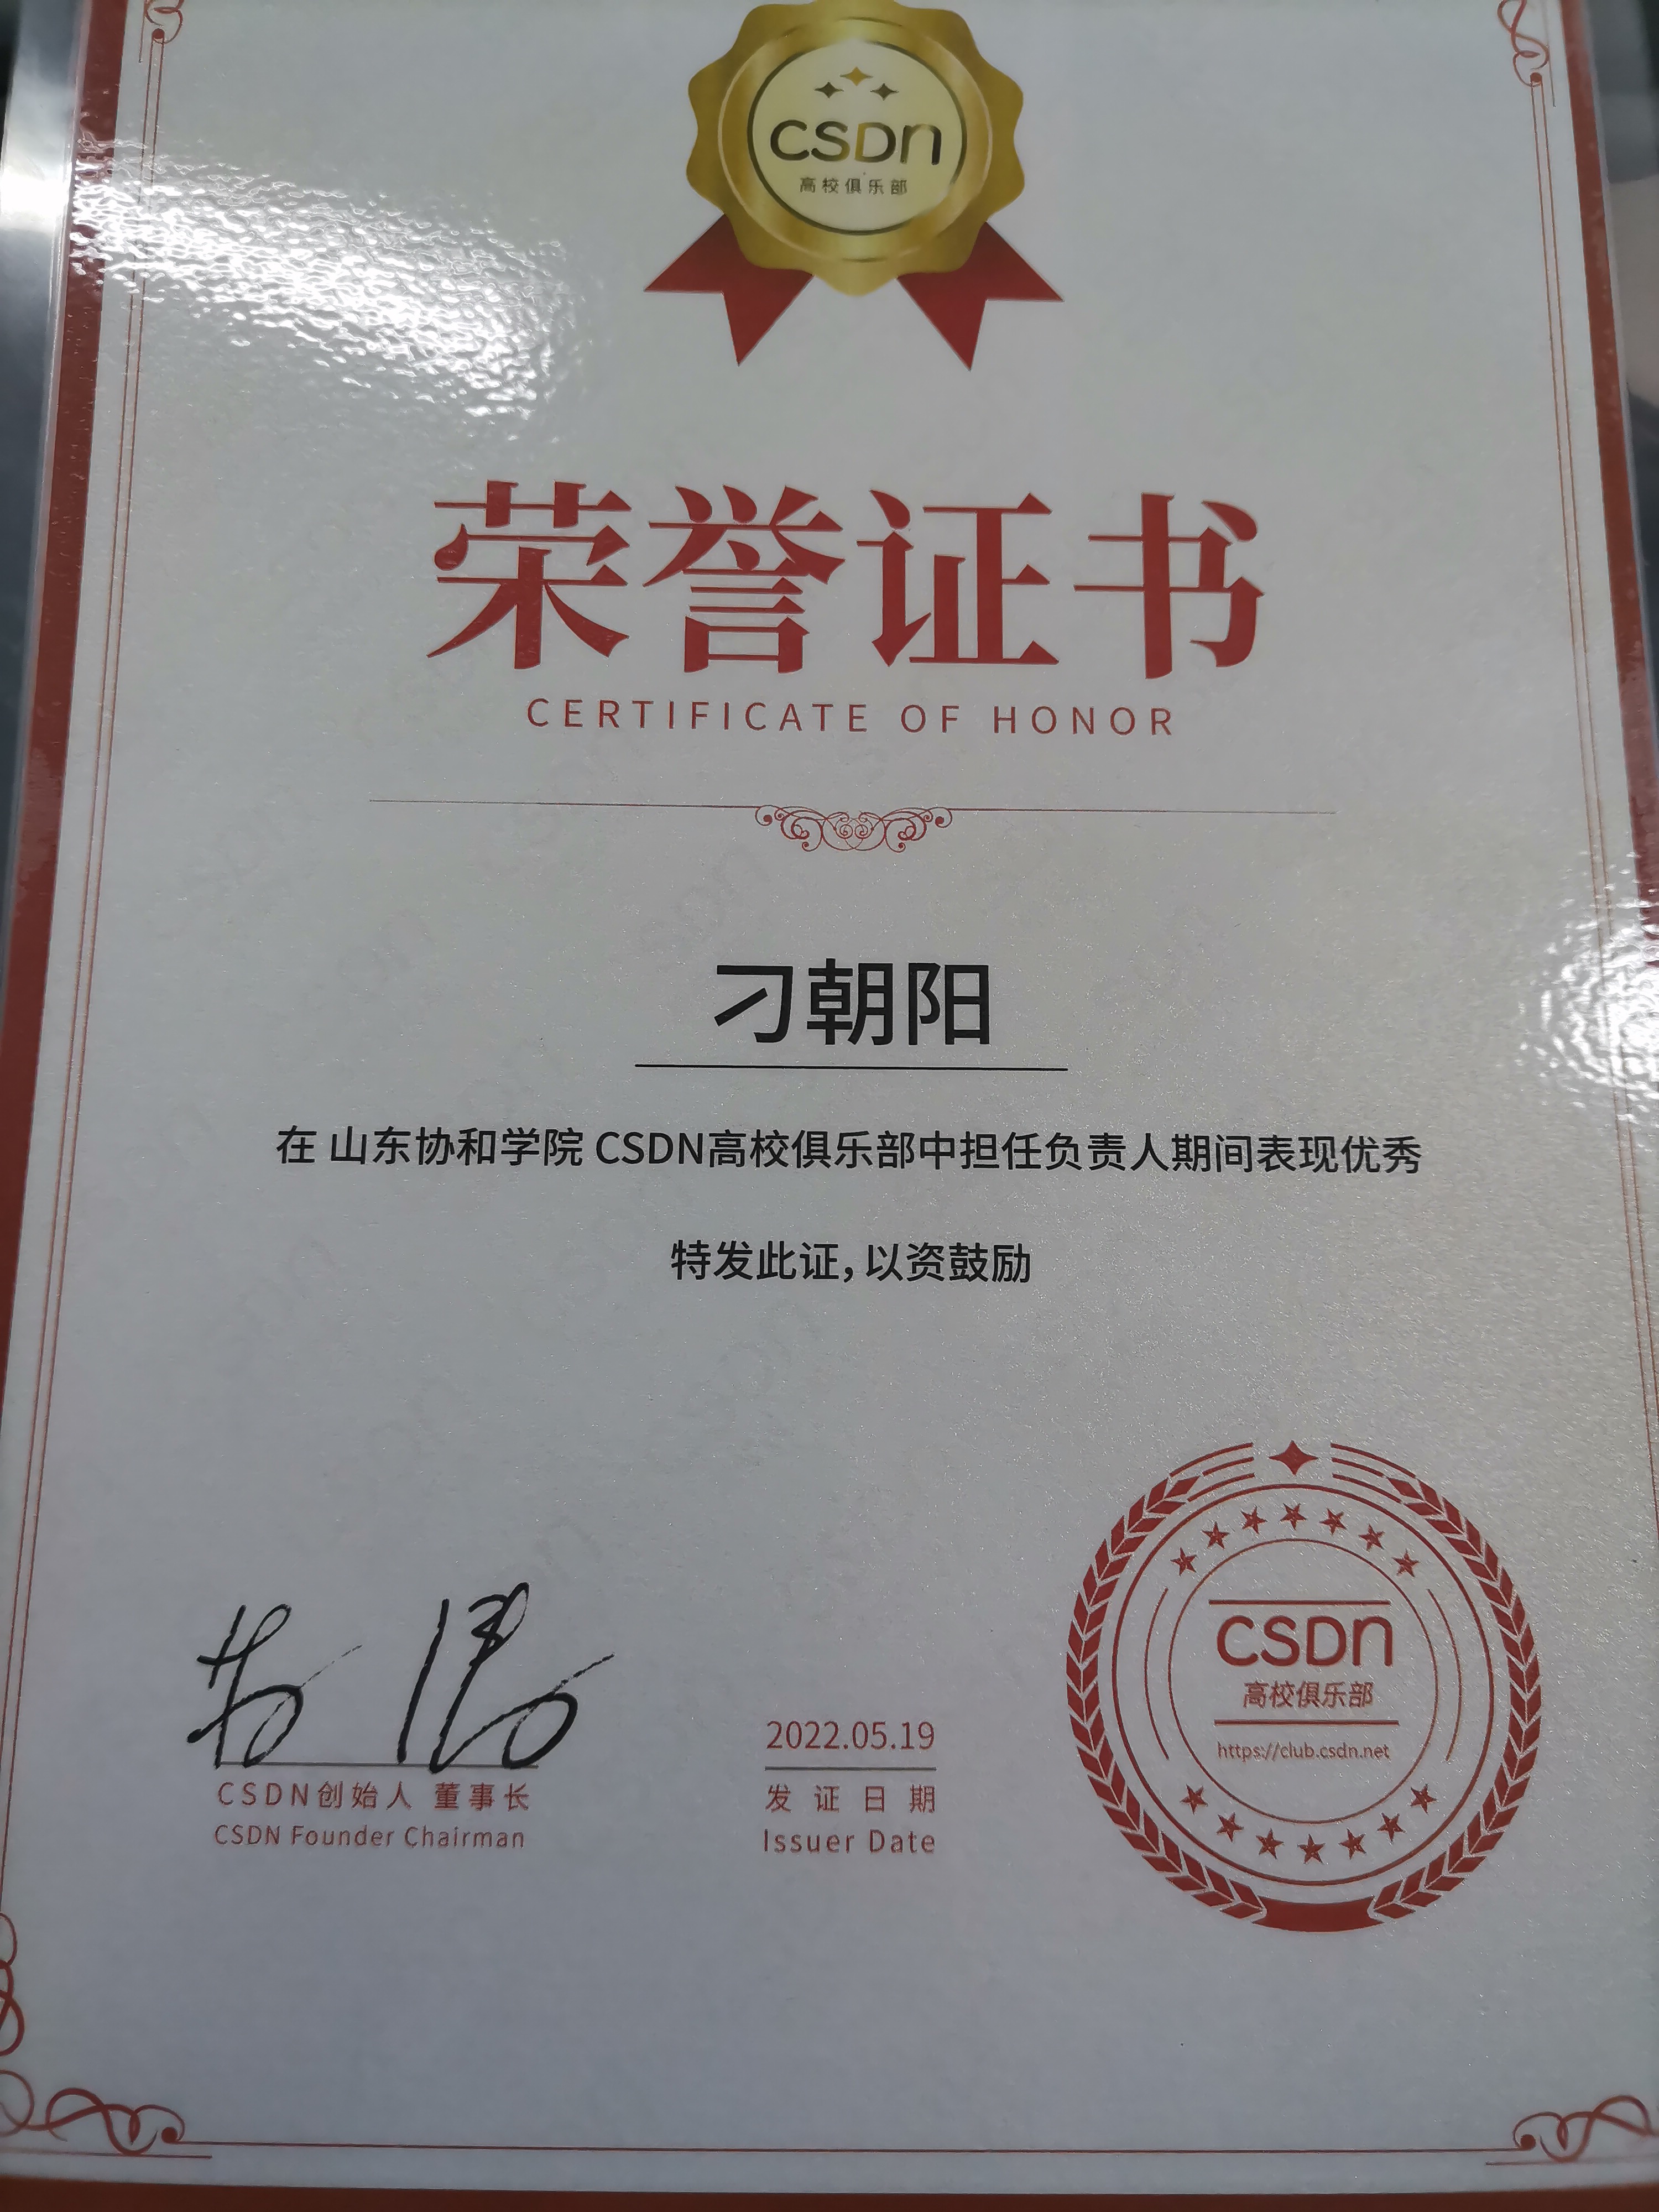 CSDN
高校俱乐部
荣誉证书
CERTIFICATE OF HONOR
刁朝阳
在 山东协和学院 CSDN高校俱乐部中担任负责人期间表现优秀
特发此证，以资鼓励
CSDN
高校俱乐部
https://club.csdn.net
2022.05.19
CSDN创始人 董事长
发证日期
CSDN Founder Chairman
Issuer Date